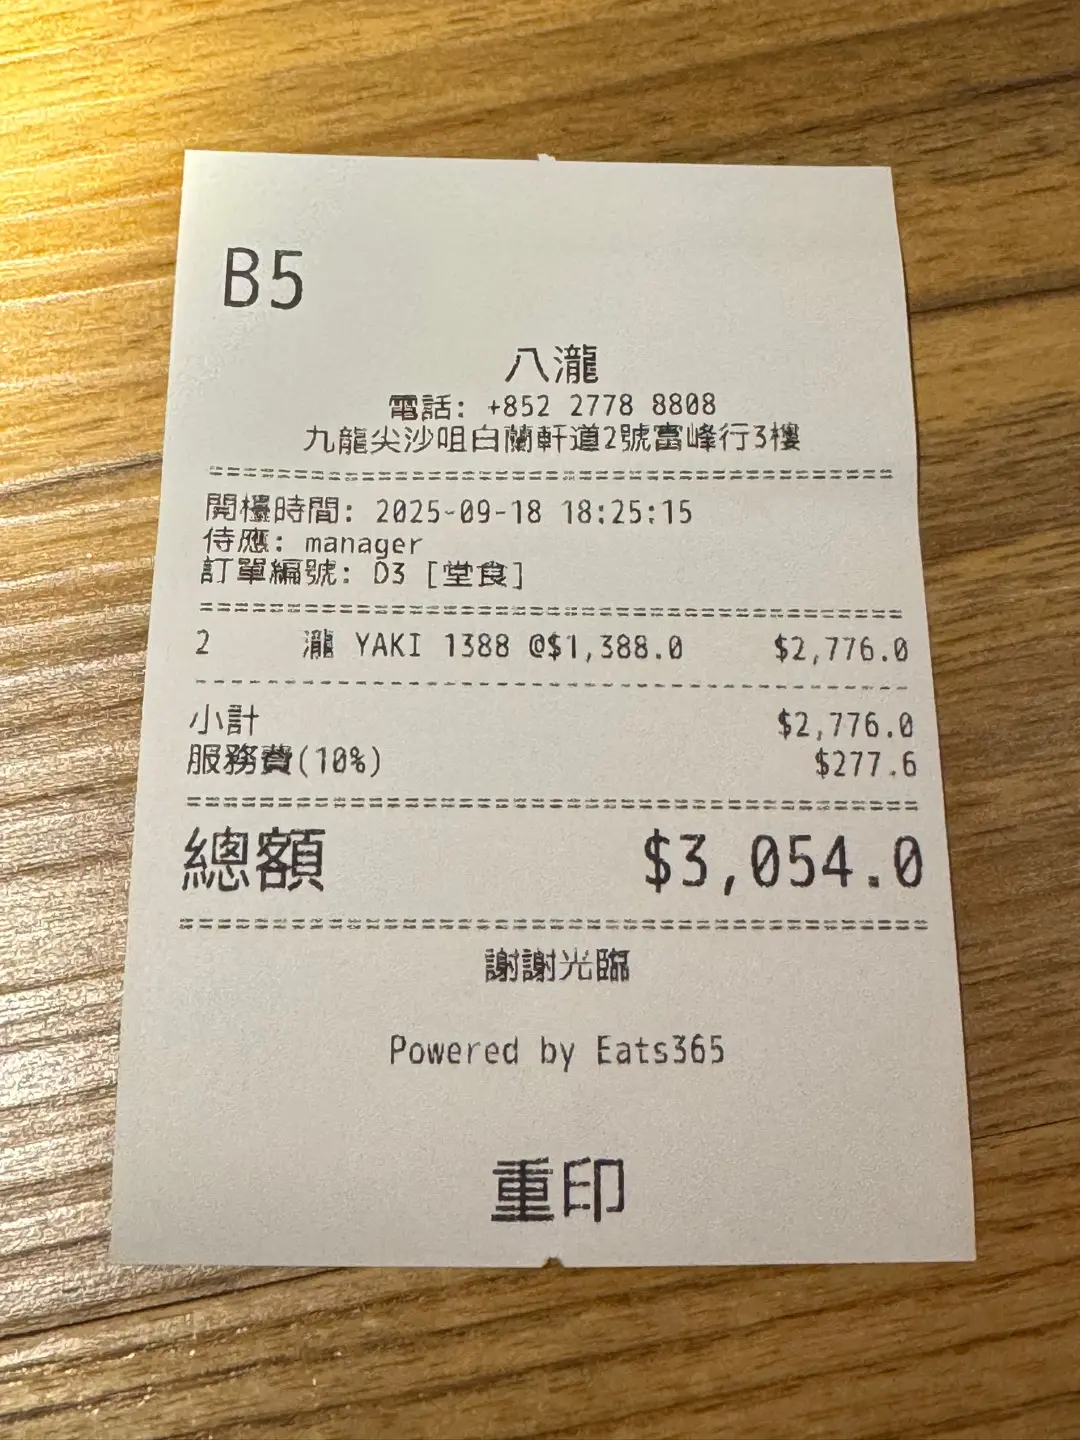 B5
八瀧
電話: +852 2778 8808
九龍尖沙咀白蘭軒道2號富峰行3樓
開檯時間: 2025-09-18 18:25:15
侍應: manager
訂單編號: D3 [堂食]
2 瀧 YAKI 1388 @$1,388.0 $2,776.0
小計 $2,776.0
服務費(10%) $277.6
總額 $3,054.0
謝謝光臨
Powered by Eats365
重印